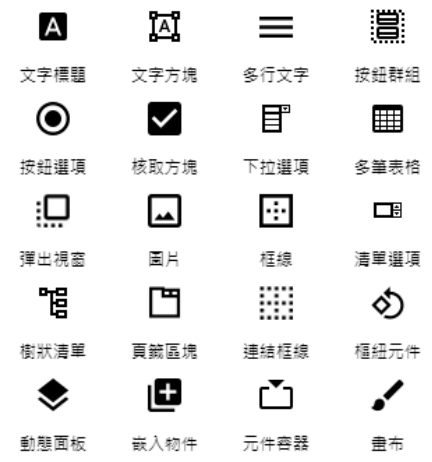 文字標題 文字方塊 多行文字 按鈕群組
按鈕選項 核取方塊 下拉選項 多筆表格
彈出視窗 圖片 框線 清單選項
樹狀清單 頁籤區塊 連結框線 樞紐元件
動態面板 嵌入物件 元件容器 畫布